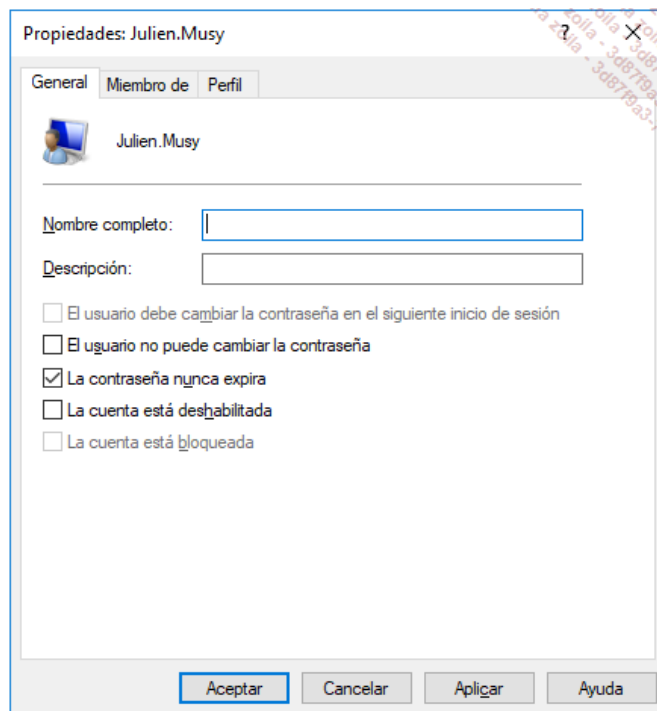 Propiedades: Julien.Musy
?
General Miembro de Perfil
Julien.Musy
Nombre completo:
Descripción:
El usuario debe cambiar la contraseña en el siguiente inicio de sesión
El usuario no puede cambiar la contraseña
La contraseña nunca expira
La cuenta está deshabilitada
La cuenta está bloqueada
Aceptar Cancelar Aplicar Ayuda